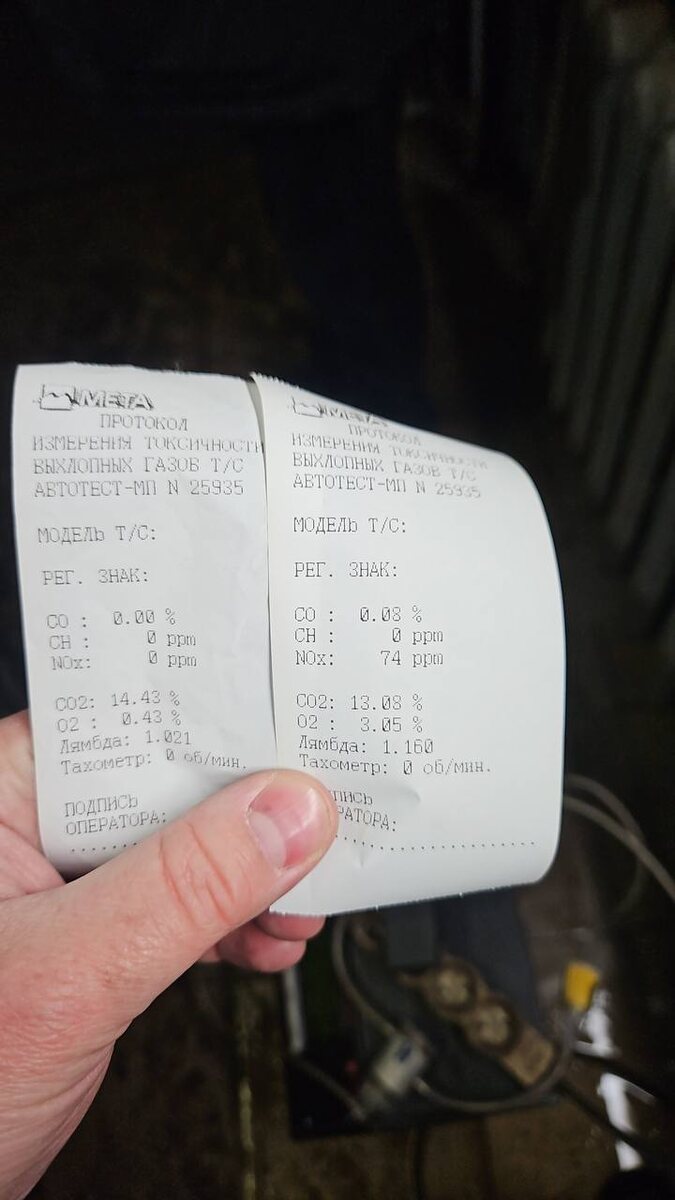 МЕТА
ПРОТОКОЛ
ИЗМЕРЕНИЯ ТОКСИЧНОСТИ
ВЫХЛОПНЫХ ГАЗОВ Т/С
АВТОТЕСТ-МП N 25935
МОДЕЛЬ Т/С:
РЕГ. ЗНАК:
CO : 0.00 %
CH : 0 ppm
NOx: 0 ppm
CO2: 14.43 %
O2 : 0.43 %
Лямбда: 1.021
Тахометр: 0 об/мин.
ПОДПИСЬ
ОПЕРАТОРА:
МЕТА
ПРОТОКОЛ
ИЗМЕРЕНИЯ ТОКСИЧНОСТИ
ВЫХЛОПНЫХ ГАЗОВ Т/С
АВТОТЕСТ-МП N 25935
МОДЕЛЬ Т/С:
РЕГ. ЗНАК:
CO : 0.08 %
CH : 0 ppm
NOx: 74 ppm
CO2: 13.08 %
O2 : 3.05 %
Лямбда: 1.160
Тахометр: 0 об/мин.
ПИСЬ
РАТОРА: